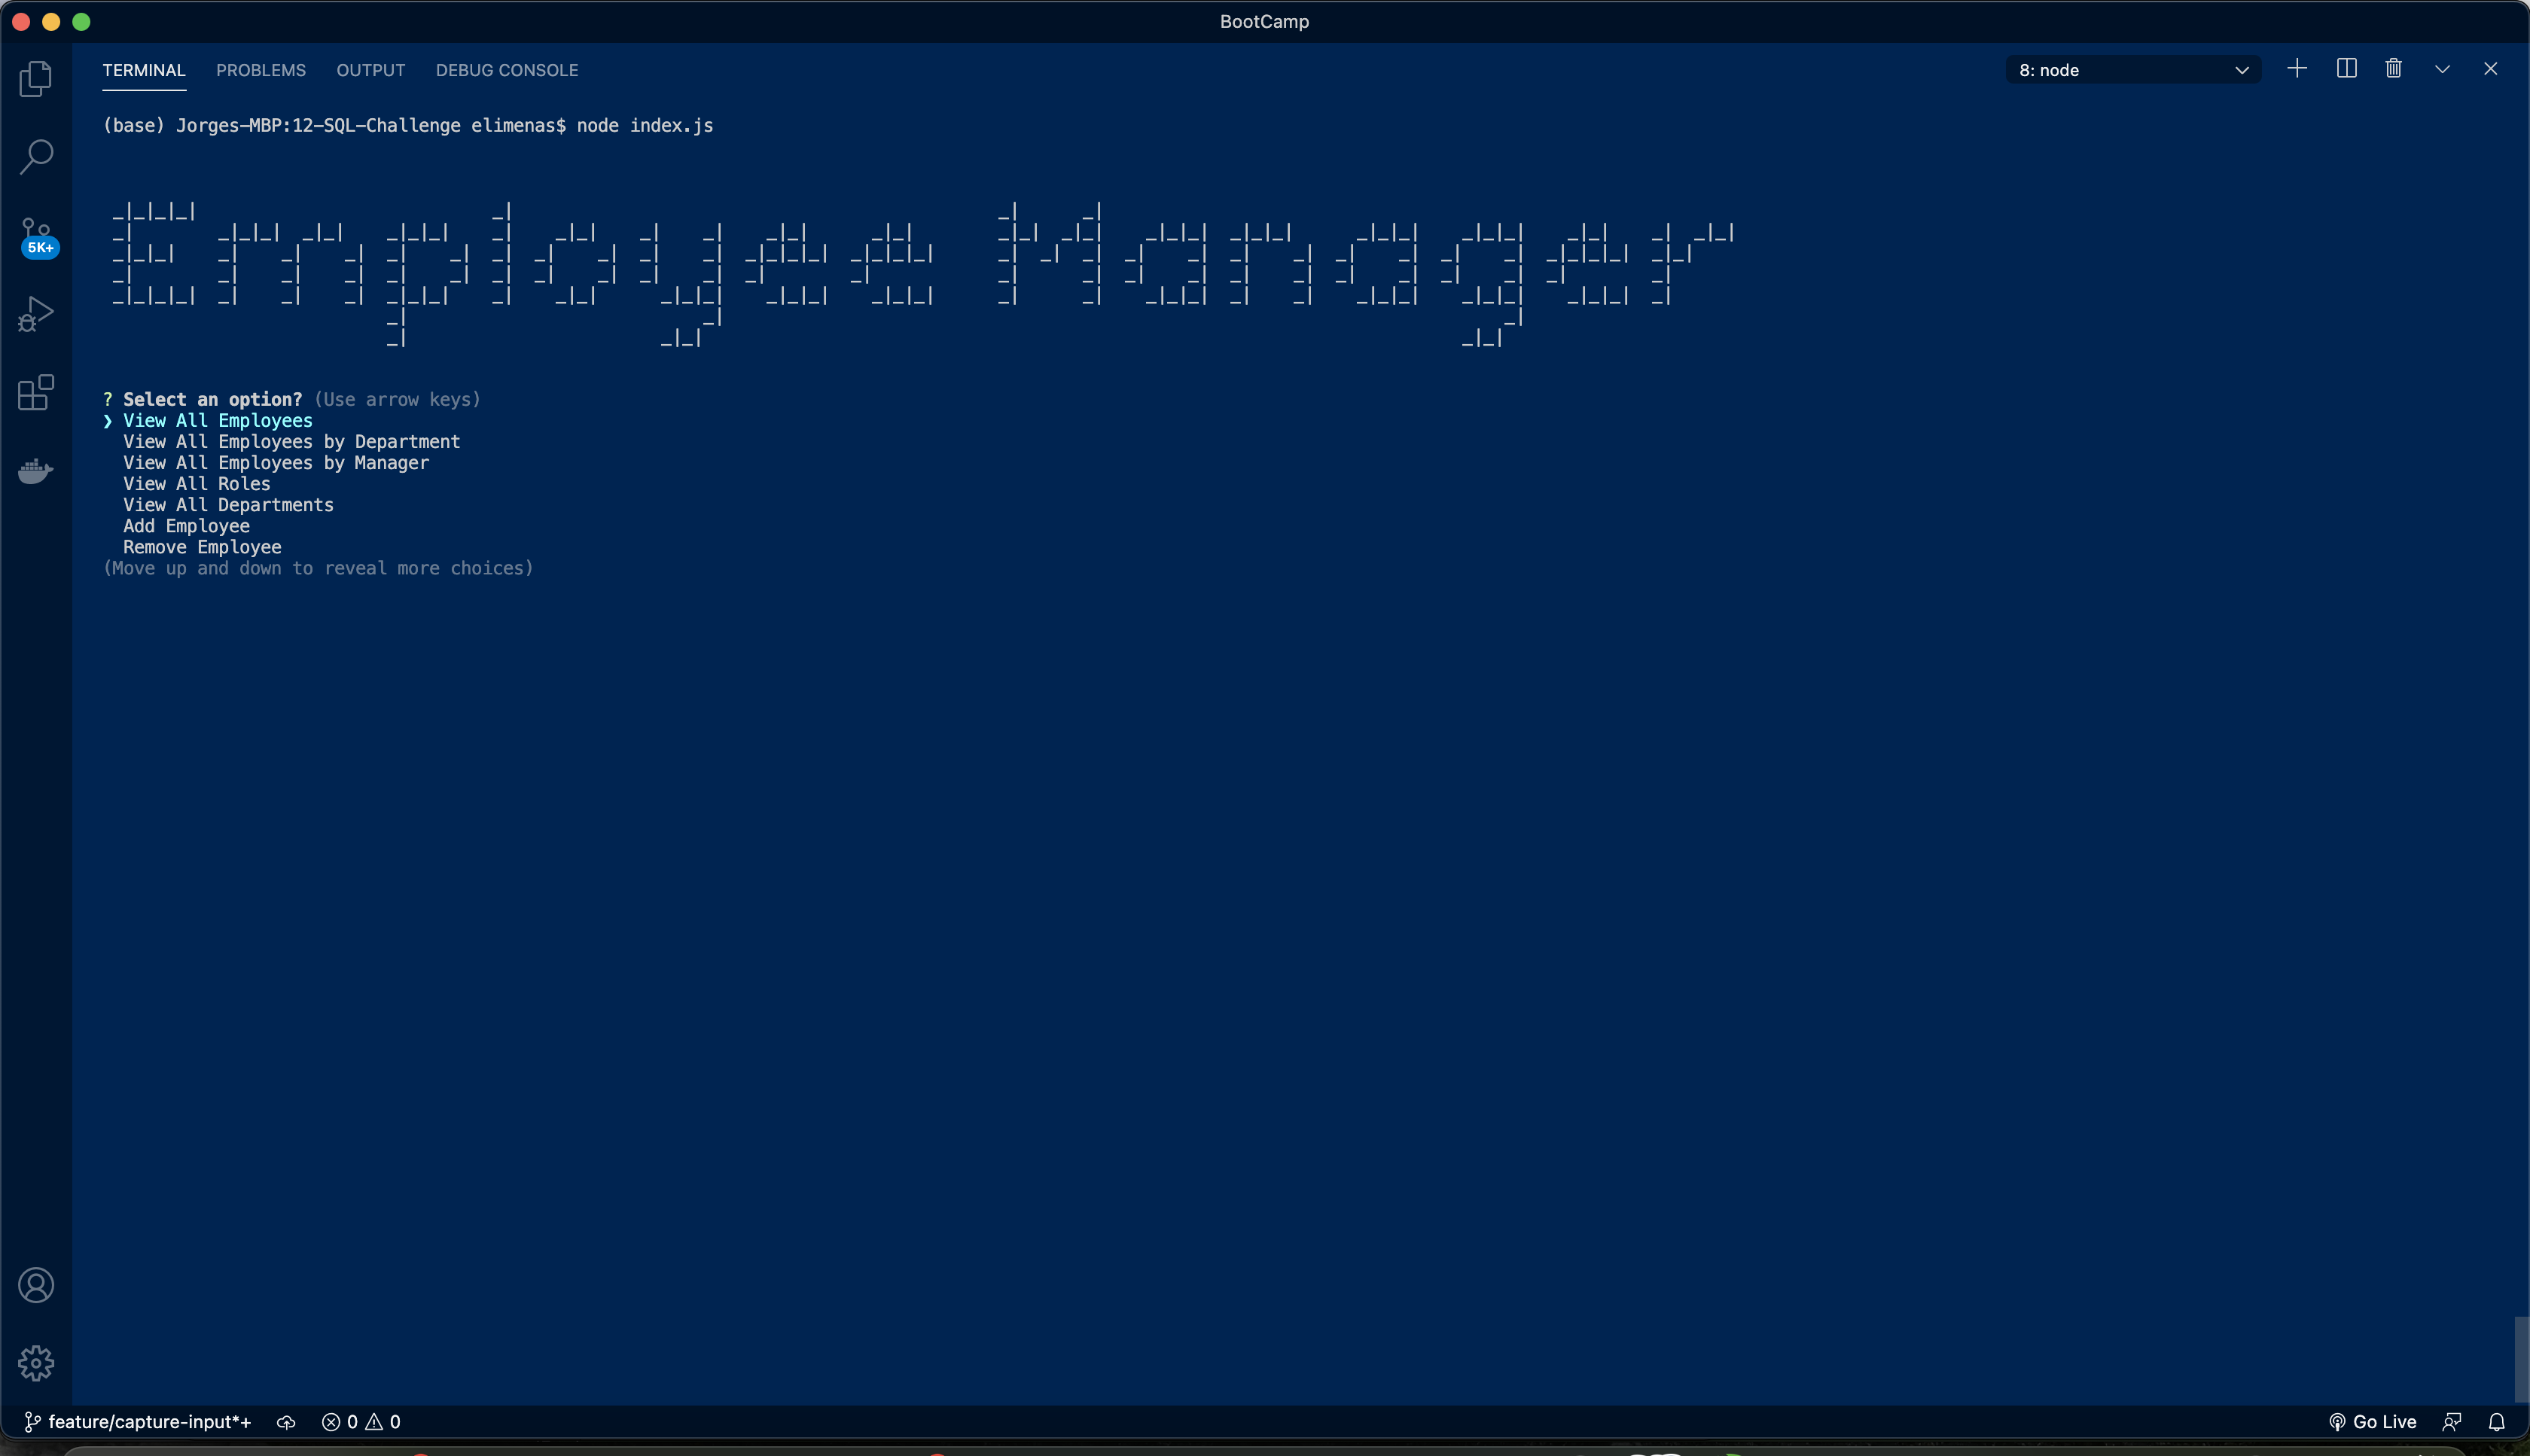 BootCamp
TERMINAL PROBLEMS OUTPUT DEBUG CONSOLE 8: node
(base) Jorges-MBP:12-SQL-Challenge elimenas$ node index.js
5K+
Employee Manager
? Select an option? (Use arrow keys)
❯ View All Employees
View All Employees by Department
View All Employees by Manager
View All Roles
View All Departments
Add Employee
Remove Employee
(Move up and down to reveal more choices)
feature/capture-input*+ 0 0 Go Live